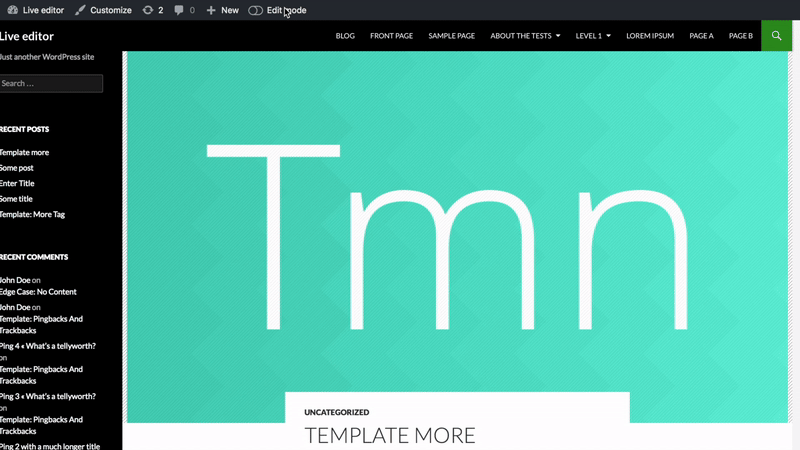 Live editor Customize 2 0 New Edit mode
Live editor BLOG FRONT PAGE SAMPLE PAGE ABOUT THE TESTS LEVEL 1 LOREM IPSUM PAGE A PAGE B
Just another WordPress site
Search …
RECENT POSTS
Template more
Some post
Enter Title
Some title
Template: More Tag
RECENT COMMENTS
John Doe on
Edge Case: No Content
John Doe on
Template: Pingbacks And
Trackbacks
Ping 4 « What's a tellyworth?
on
Template: Pingbacks And
Trackbacks
Ping 3 « What's a tellyworth?
on
Template: Pingbacks And
Trackbacks
Ping 2 with a much longer title
Tmn
UNCATEGORIZED
TEMPLATE MORE